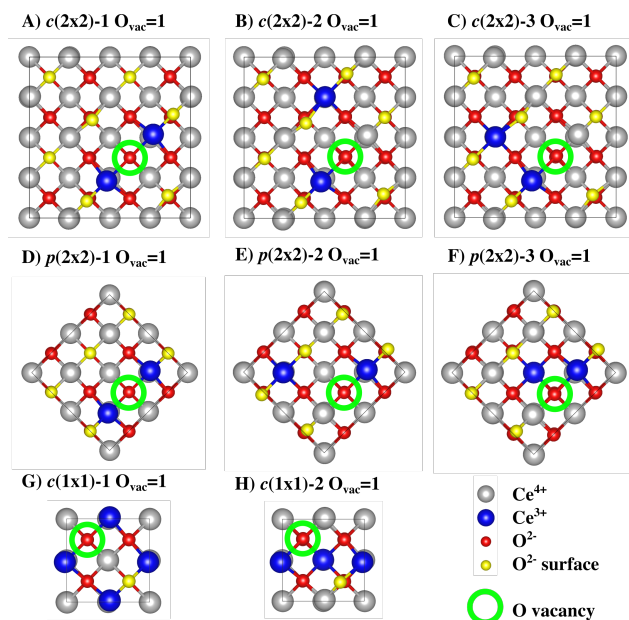 A) c(2x2)-1 Ovac=1
B) c(2x2)-2 Ovac=1
C) c(2x2)-3 Ovac=1
D) p(2x2)-1 Ovac=1
E) p(2x2)-2 Ovac=1
F) p(2x2)-3 Ovac=1
G) c(1x1)-1 Ovac=1
H) c(1x1)-2 Ovac=1
Ce4+
Ce3+
O2-
O2- surface
O vacancy